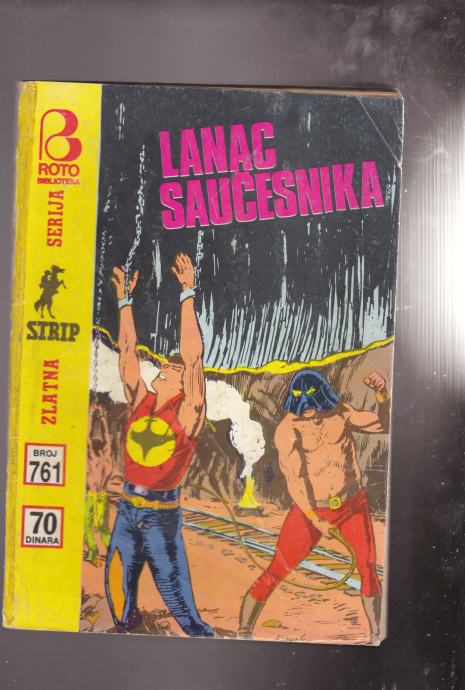 ROTO
BIBLIOTEKA
ZLATNA
STRIP
SERIJA
BROJ
761
70
DINARA
LANAC
SAUČESNIKA